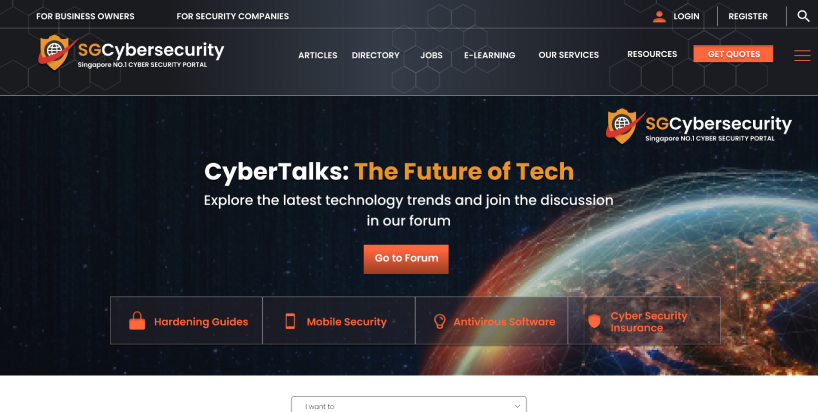 FOR BUSINESS OWNERS
FOR SECURITY COMPANIES
LOGIN
REGISTER
SGCybersecurity
Singapore NO.1 CYBER SECURITY PORTAL
ARTICLES
DIRECTORY
JOBS
E-LEARNING
OUR SERVICES
RESOURCES
GET QUOTES
SGCybersecurity
Singapore NO.1 CYBER SECURITY PORTAL
CyberTalks: The Future of Tech
Explore the latest technology trends and join the discussion
in our forum
Go to Forum
Hardening Guides
Mobile Security
Antivirous Software
Cyber Security
Insurance
I want to